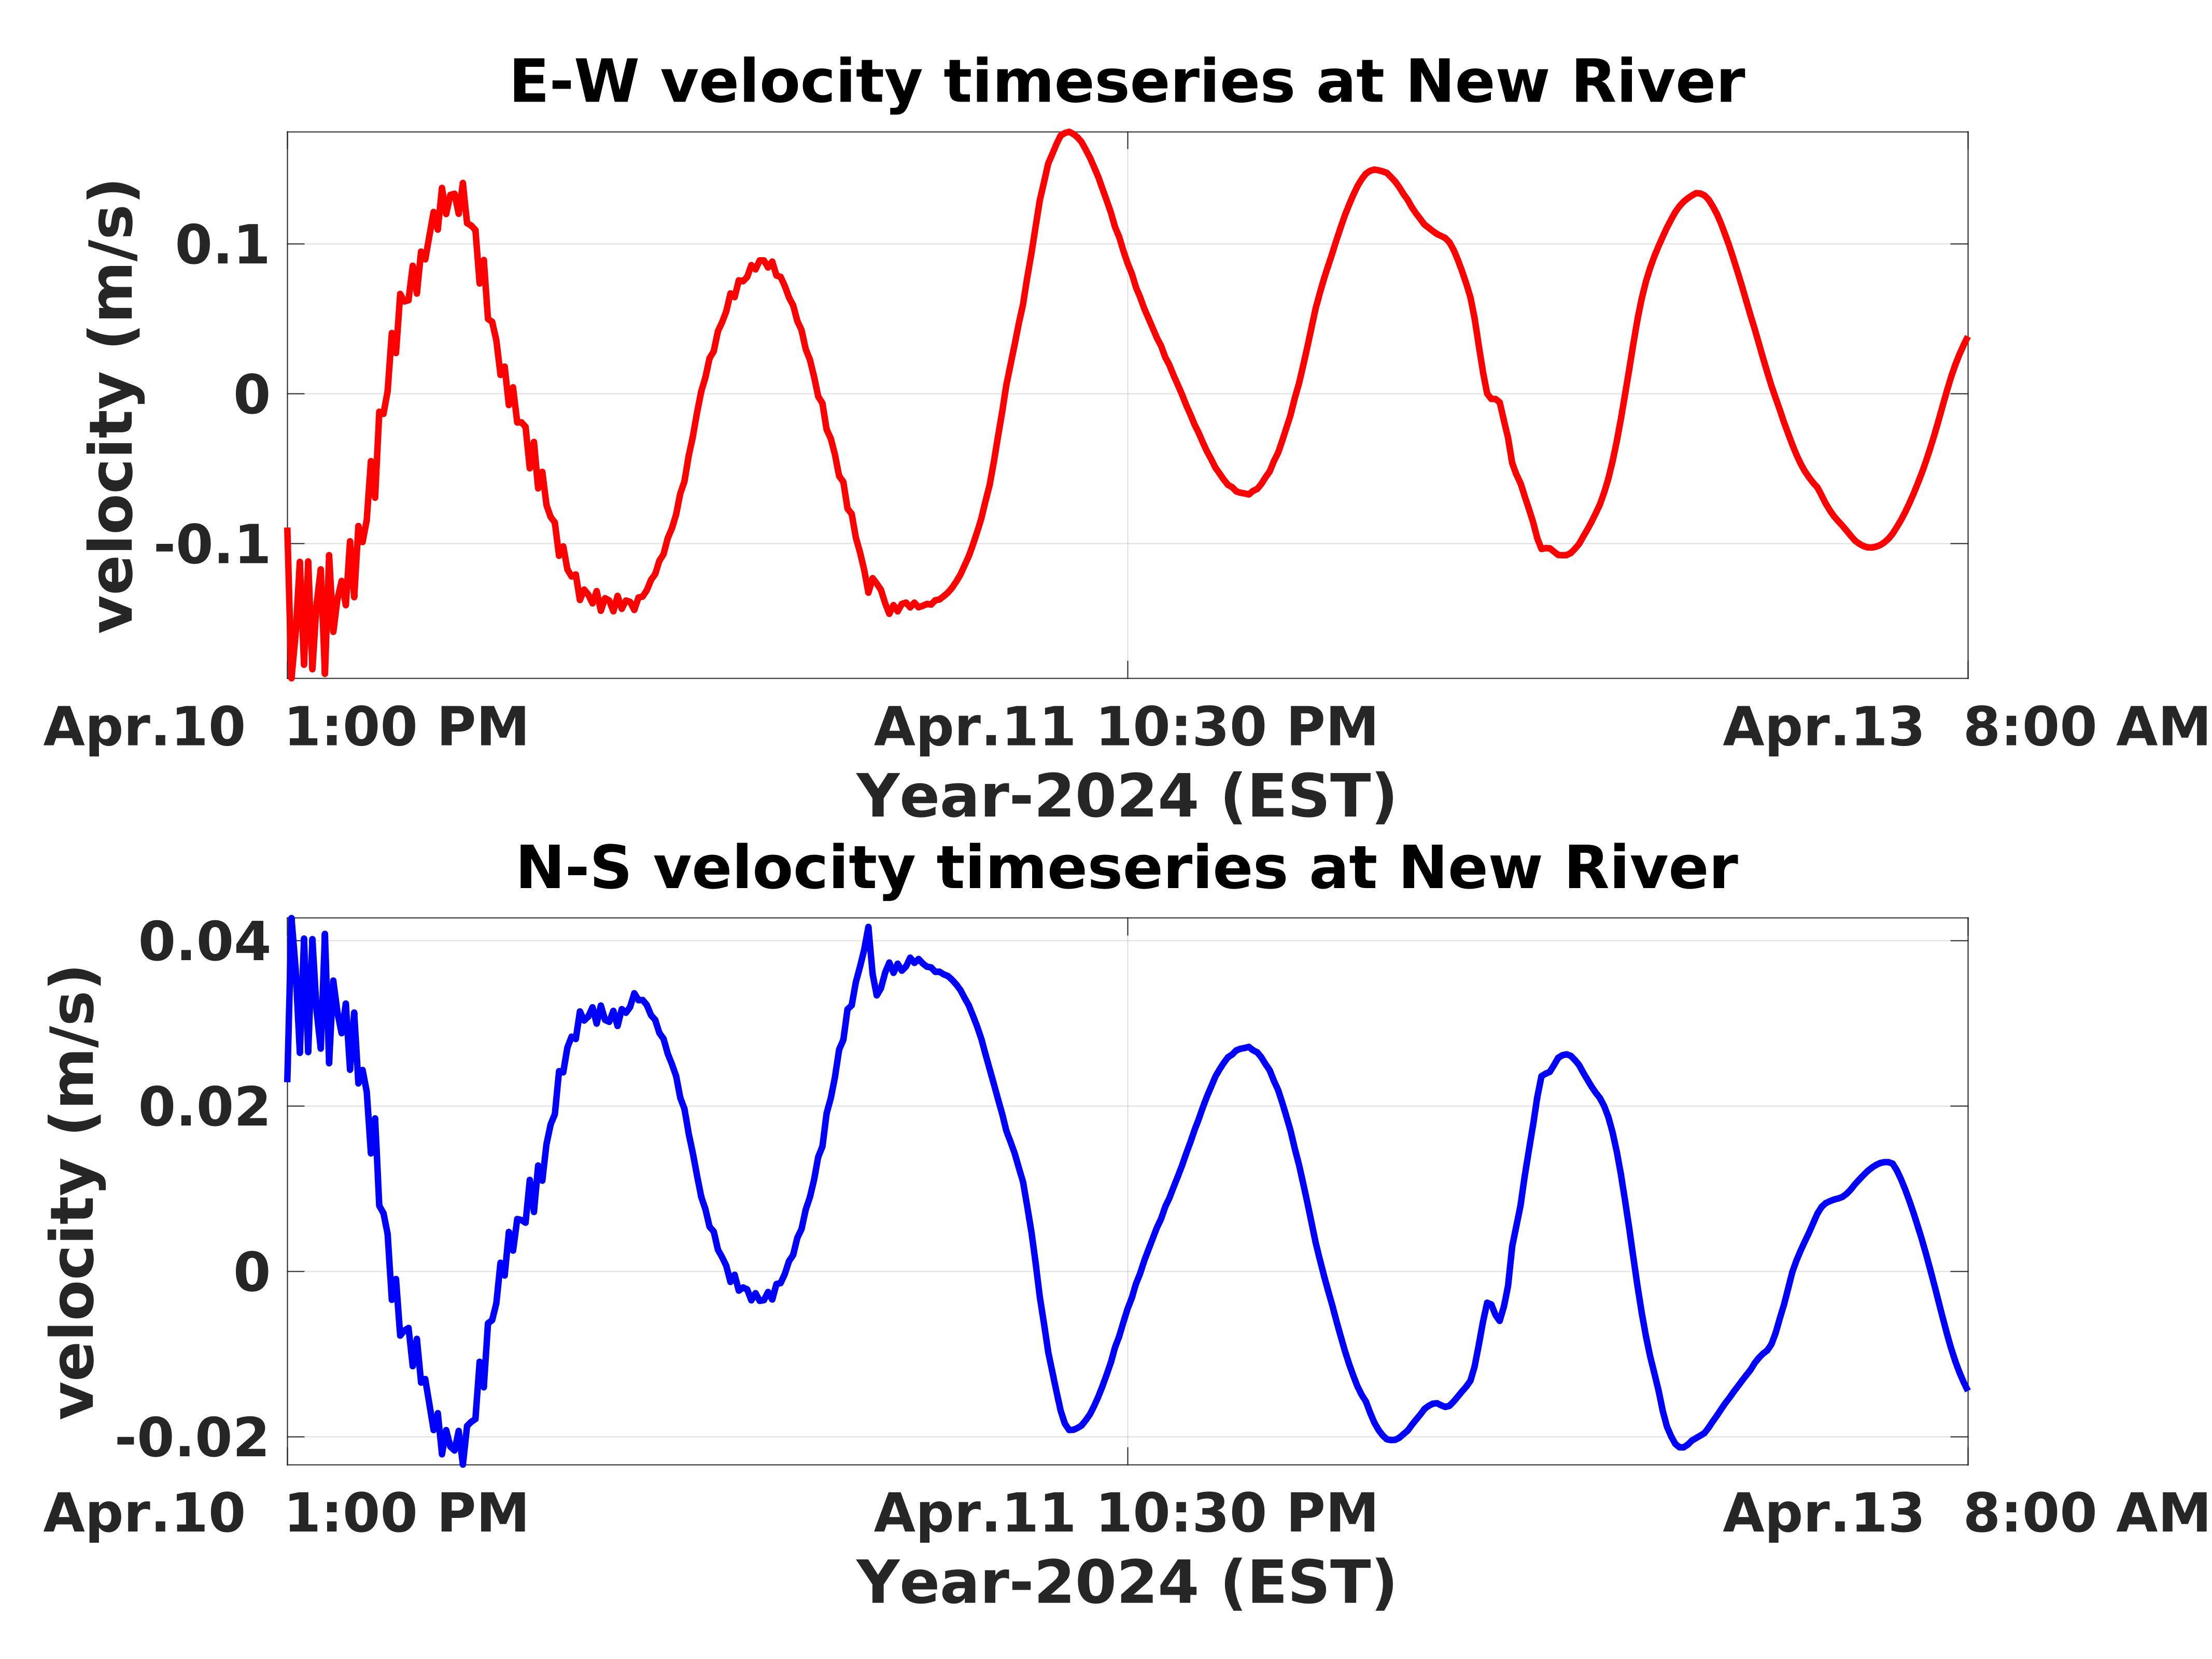 E-W velocity timeseries at New River
velocity (m/s)
0.1
0
-0.1
Apr.10  1:00 PM
Apr.11 10:30 PM
Apr.13  8:00 AM
Year-2024 (EST)
N-S velocity timeseries at New River
velocity (m/s)
0.04
0.02
0
-0.02
Apr.10  1:00 PM
Apr.11 10:30 PM
Apr.13  8:00 AM
Year-2024 (EST)